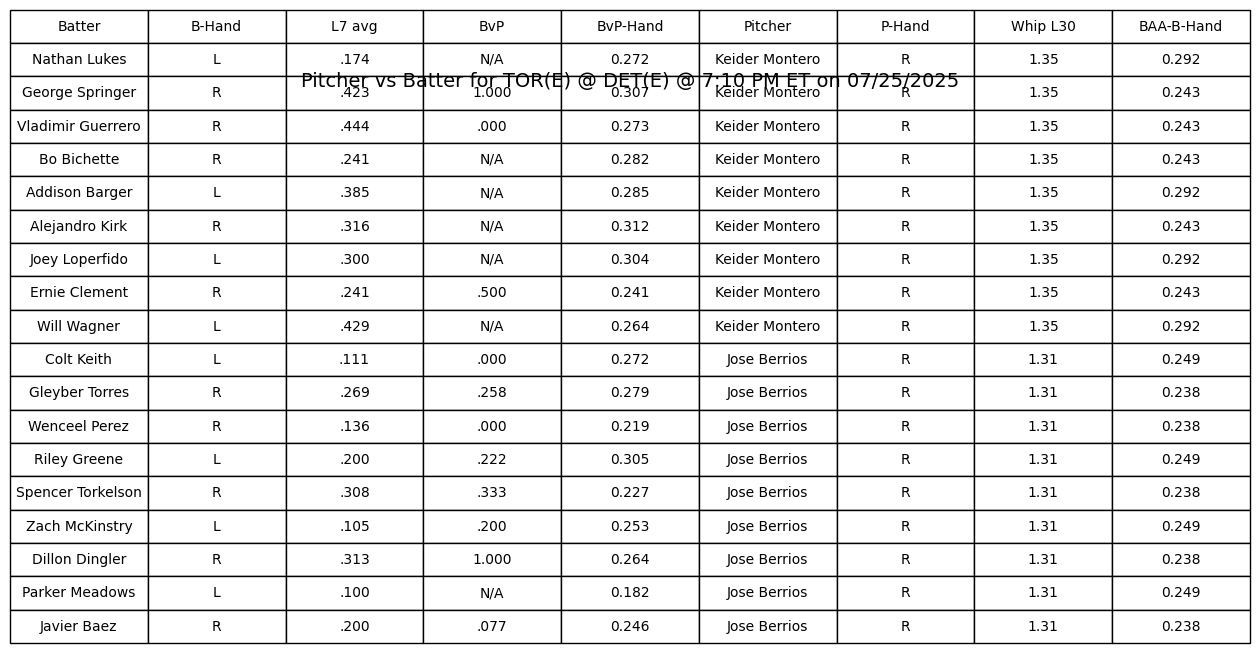 Batter B-Hand L7 avg BvP BvP-Hand Pitcher P-Hand Whip L30 BAA-B-Hand
Nathan Lukes L .174 N/A 0.272 Keider Montero R 1.35 0.292
Pitcher vs Batter for TOR(E) @ DET(E) @ 7:10 PM ET on 07/25/2025
George Springer R .423 1.000 0.307 Keider Montero R 1.35 0.243
Vladimir Guerrero R .444 .000 0.273 Keider Montero R 1.35 0.243
Bo Bichette R .241 N/A 0.282 Keider Montero R 1.35 0.243
Addison Barger L .385 N/A 0.285 Keider Montero R 1.35 0.292
Alejandro Kirk R .316 N/A 0.312 Keider Montero R 1.35 0.243
Joey Loperfido L .300 N/A 0.304 Keider Montero R 1.35 0.292
Ernie Clement R .241 .500 0.241 Keider Montero R 1.35 0.243
Will Wagner L .429 N/A 0.264 Keider Montero R 1.35 0.292
Colt Keith L .111 .000 0.272 Jose Berrios R 1.31 0.249
Gleyber Torres R .269 .258 0.279 Jose Berrios R 1.31 0.238
Wenceel Perez R .136 .000 0.219 Jose Berrios R 1.31 0.238
Riley Greene L .200 .222 0.305 Jose Berrios R 1.31 0.249
Spencer Torkelson R .308 .333 0.227 Jose Berrios R 1.31 0.238
Zach McKinstry L .105 .200 0.253 Jose Berrios R 1.31 0.249
Dillon Dingler R .313 1.000 0.264 Jose Berrios R 1.31 0.238
Parker Meadows L .100 N/A 0.182 Jose Berrios R 1.31 0.249
Javier Baez R .200 .077 0.246 Jose Berrios R 1.31 0.238